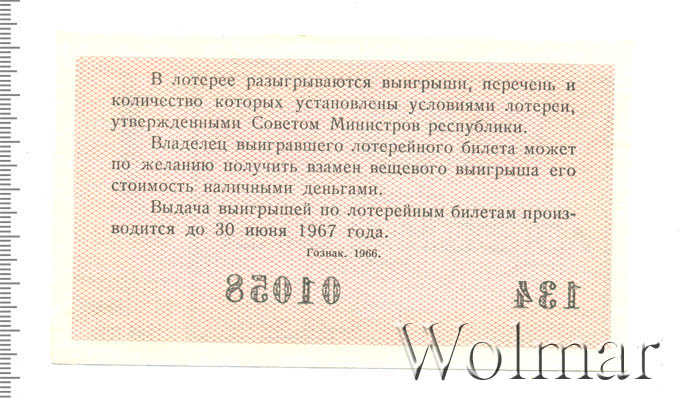 В лотерее разыгрываются выигрыши, перечень и
количество которых установлены условиями лотереи,
утвержденными Советом Министров республики.
Владелец выигравшего лотерейного билета может
по желанию получить взамен вещевого выигрыша его
стоимость наличными деньгами.
Выдача выигрышей по лотерейным билетам произ-
водится до 30 июня 1967 года.
Гознак. 1966.
01058 134
Wolmar